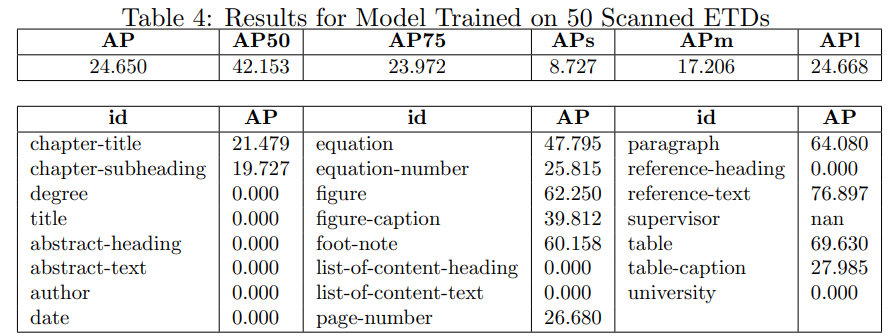 Table 4: Results for Model Trained on 50 Scanned ETDs
AP AP50 AP75 APs APm APl
24.650 42.153 23.972 8.727 17.206 24.668
id AP id AP id AP
chapter-title 21.479 equation 47.795 paragraph 64.080
chapter-subheading 19.727 equation-number 25.815 reference-heading 0.000
degree 0.000 figure 62.250 reference-text 76.897
title 0.000 figure-caption 39.812 supervisor nan
abstract-heading 0.000 foot-note 60.158 table 69.630
abstract-text 0.000 list-of-content-heading 0.000 table-caption 27.985
author 0.000 list-of-content-text 0.000 university 0.000
date 0.000 page-number 26.680